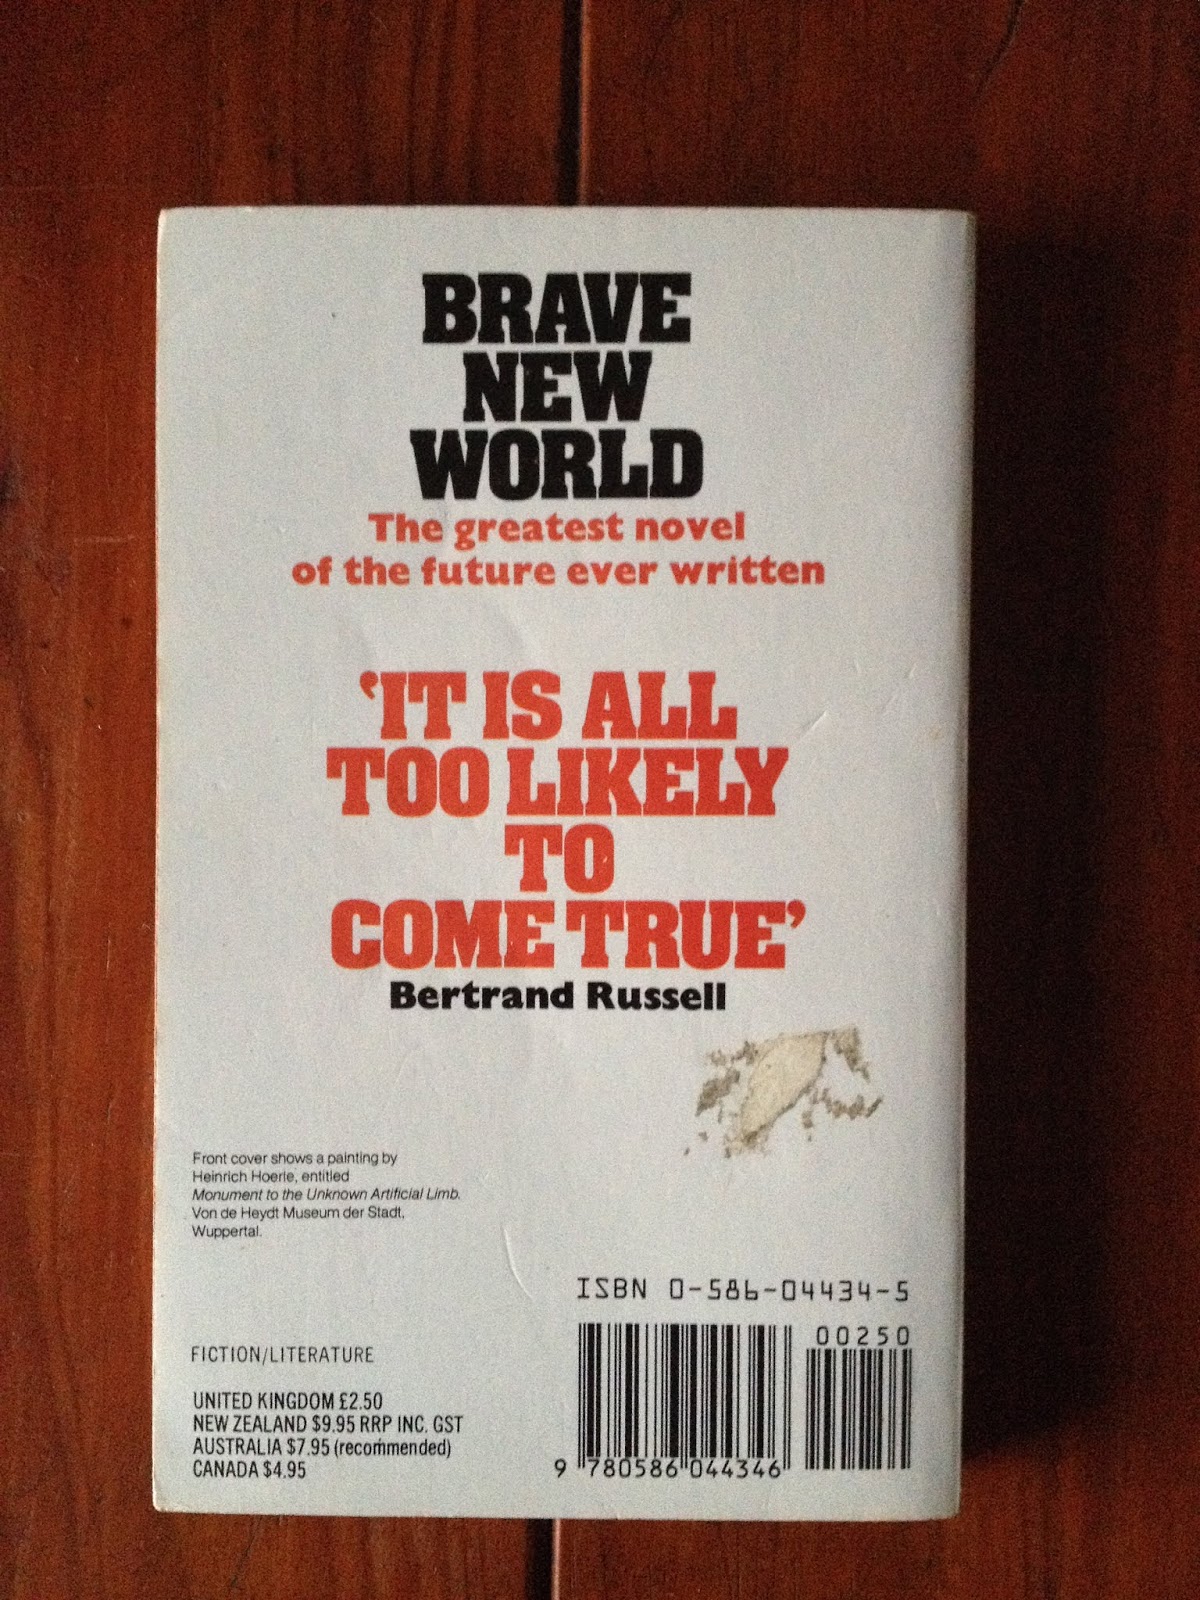 BRAVE
NEW
WORLD
The greatest novel
of the future ever written
‘IT IS ALL
TOO LIKELY
TO
COME TRUE’
Bertrand Russell
Front cover shows a painting by
Heinrich Hoerle, entitled
Monument to the Unknown Artificial Limb.
Von de Heydt Museum der Stadt,
Wuppertal.
ISBN 0-586-04434-5
00250
9 780586 044346
FICTION/LITERATURE
UNITED KINGDOM £2.50
NEW ZEALAND $9.95 RRP INC. GST
AUSTRALIA $7.95 (recommended)
CANADA $4.95